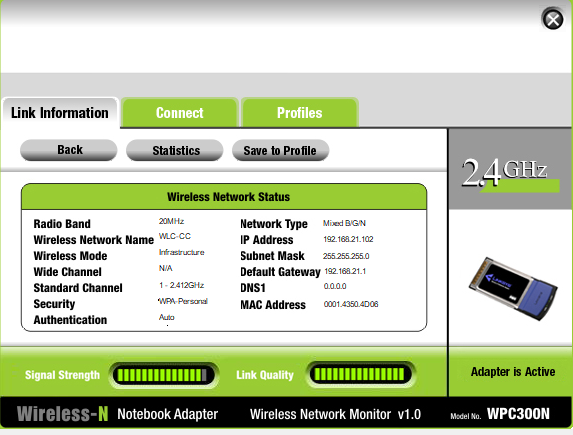 Link Information Connect Profiles
Back Statistics Save to Profile
2.4GHz
Wireless Network Status
Radio Band 20MHz Network Type Mixed B/G/N
Wireless Network Name WLC-CC IP Address 192.168.21.102
Wireless Mode Infrastructure Subnet Mask 255.255.255.0
Wide Channel N/A Default Gateway 192.168.21.1
Standard Channel 1 - 2.412GHz DNS1 0.0.0.0
Security WPA-Personal MAC Address 0001.4350.4D06
Authentication Auto
Signal Strength Link Quality Adapter is Active
Wireless-N Notebook Adapter Wireless Network Monitor v1.0 Model No. WPC300N